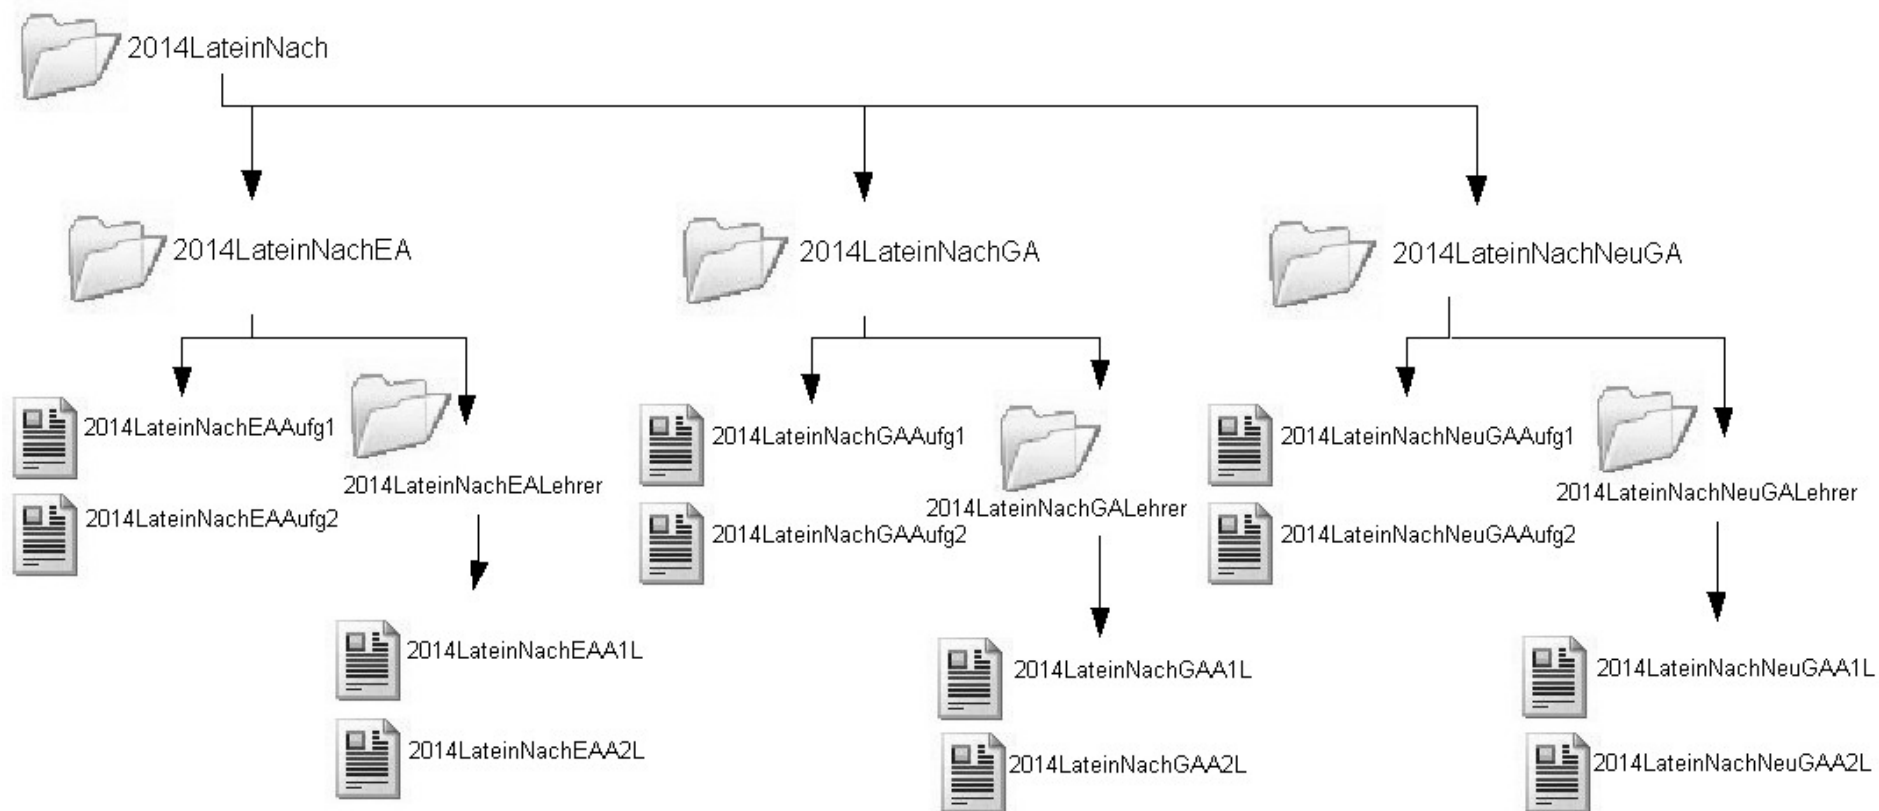 2014LateinNach
2014LateinNachEA
2014LateinNachGA
2014LateinNachNeuGA
2014LateinNachEAAufg1
2014LateinNachEAAufg2
2014LateinNachEALehrer
2014LateinNachEAA1L
2014LateinNachEAA2L
2014LateinNachGAAufg1
2014LateinNachGAAufg2
2014LateinNachGALehrer
2014LateinNachGAA1L
2014LateinNachGAA2L
2014LateinNachNeuGAAufg1
2014LateinNachNeuGAAufg2
2014LateinNachNeuGALehrer
2014LateinNachNeuGAA1L
2014LateinNachNeuGAA2L